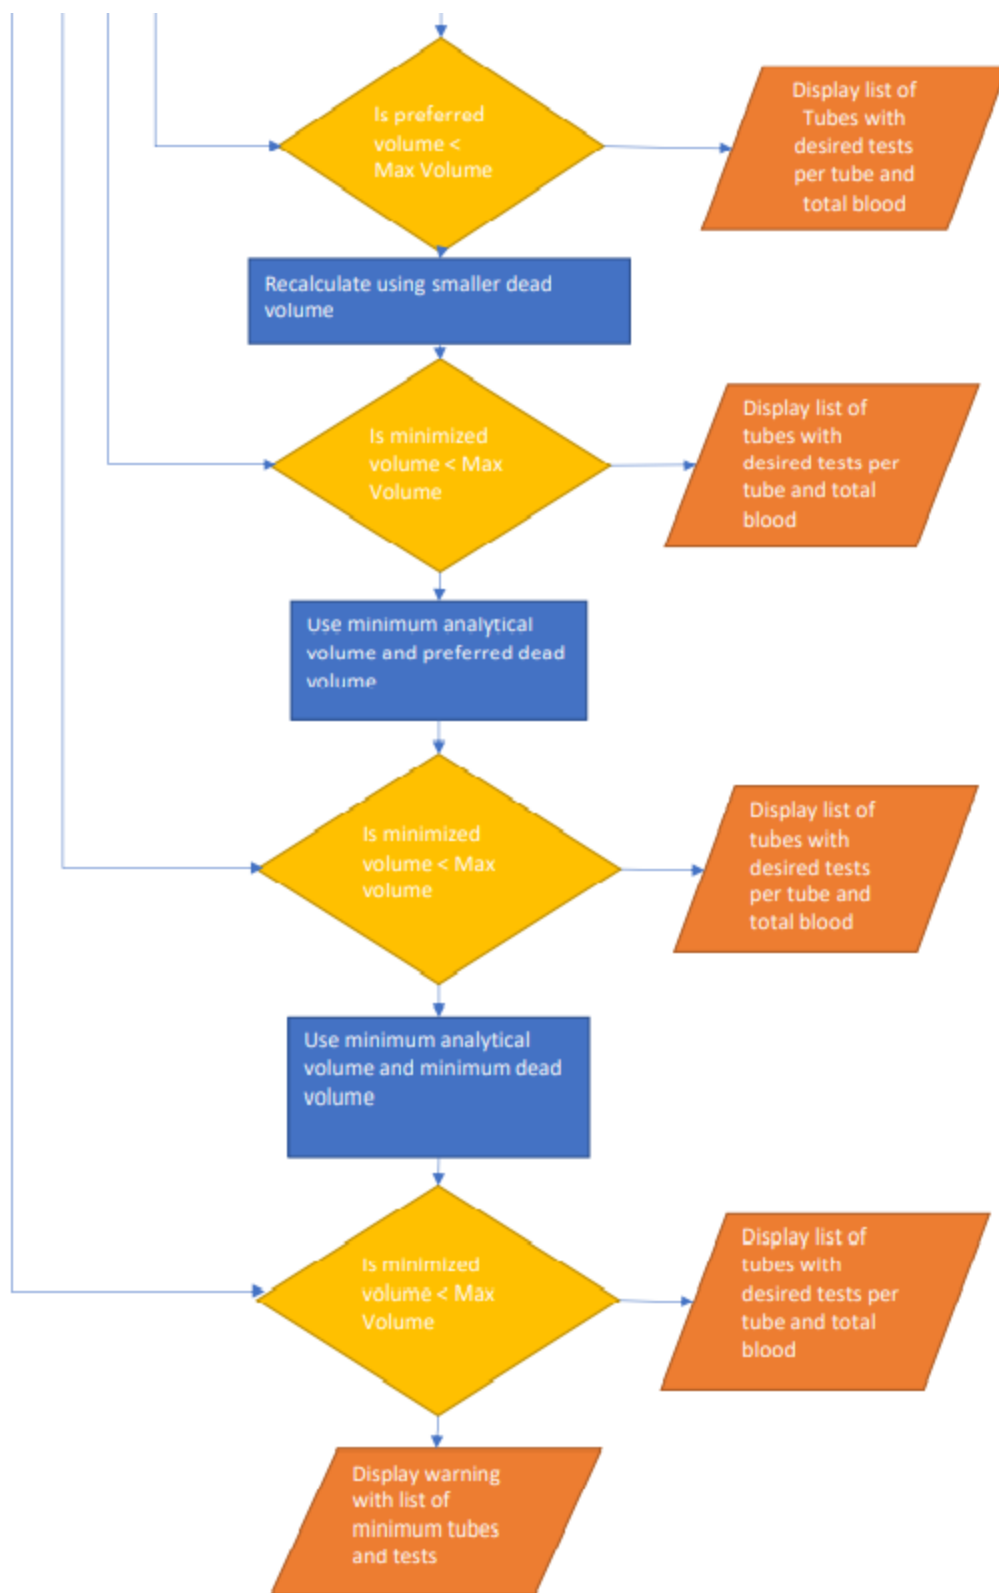 Is preferred
volume <
Max Volume
Display list of
Tubes with
desired tests
per tube and
total blood
Recalculate using smaller dead
volume
Is minimized
volume < Max
Volume
Display list of
tubes with
desired tests per
tube and total
blood
Use minimum analytical
volume and preferred dead
volume
Is minimized
volume < Max
volume
Display list of
tubes with
desired tests
per tube and
total blood
Use minimum analytical
volume and minimum dead
volume
Is minimized
volume < Max
Volume
Display list of
tubes with
desired tests per
tube and total
blood
Display warning
with list of
minimum tubes
and tests